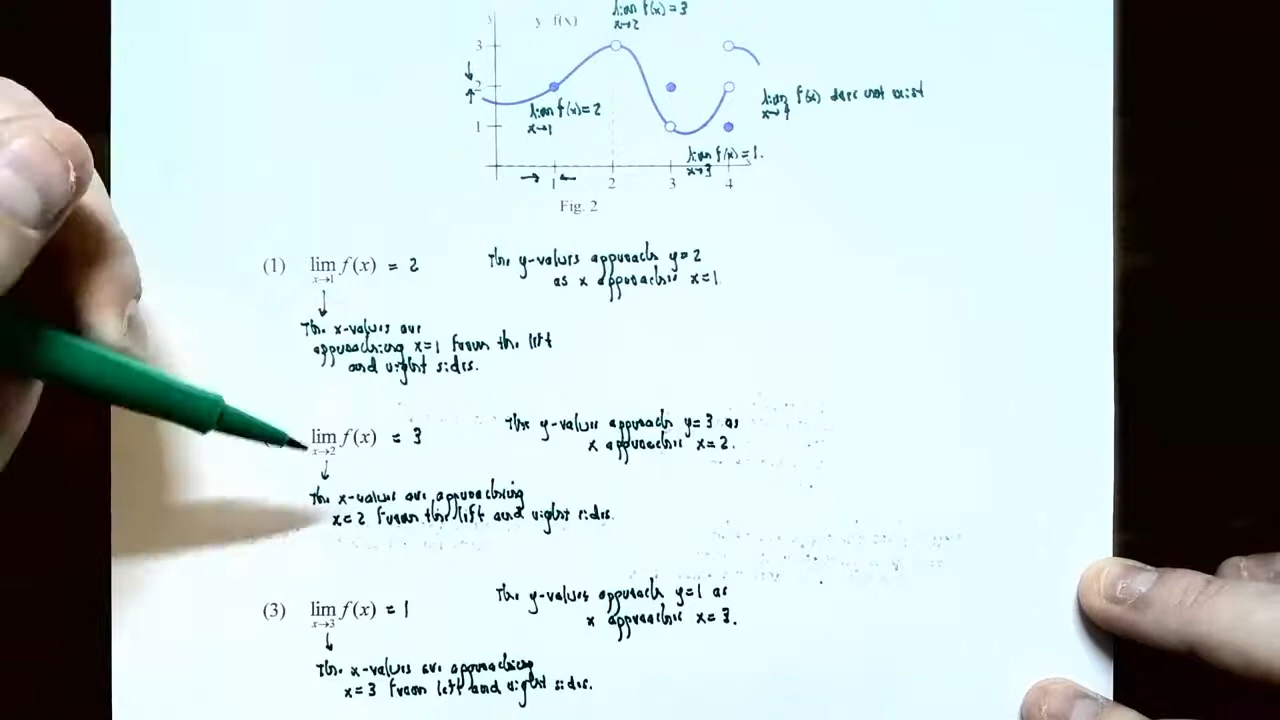 lim f(x) = 3
x→2
y
y f(x)
3
2
1
lim f(x) = 2
x→1
lim f(x) does not exist
x→4
lim f(x) = 1.
x→3
1 2 3 4
Fig. 2
(1) lim f(x) = 2
x→1
The y-values approach y=2
as x approaches x=1
↓
The x-values are
approaching x=1 from the left
and right sides.
lim f(x) = 3
x→2
The y-values approach y=3 as
x approaches x=2.
↓
The x-values are approaching
x=2 from the left and right sides.
(3) lim f(x) = 1
x→3
The y-values approach y=1 as
x approaches x=3.
↓
The x-values are approaching
x=3 from left and right sides.